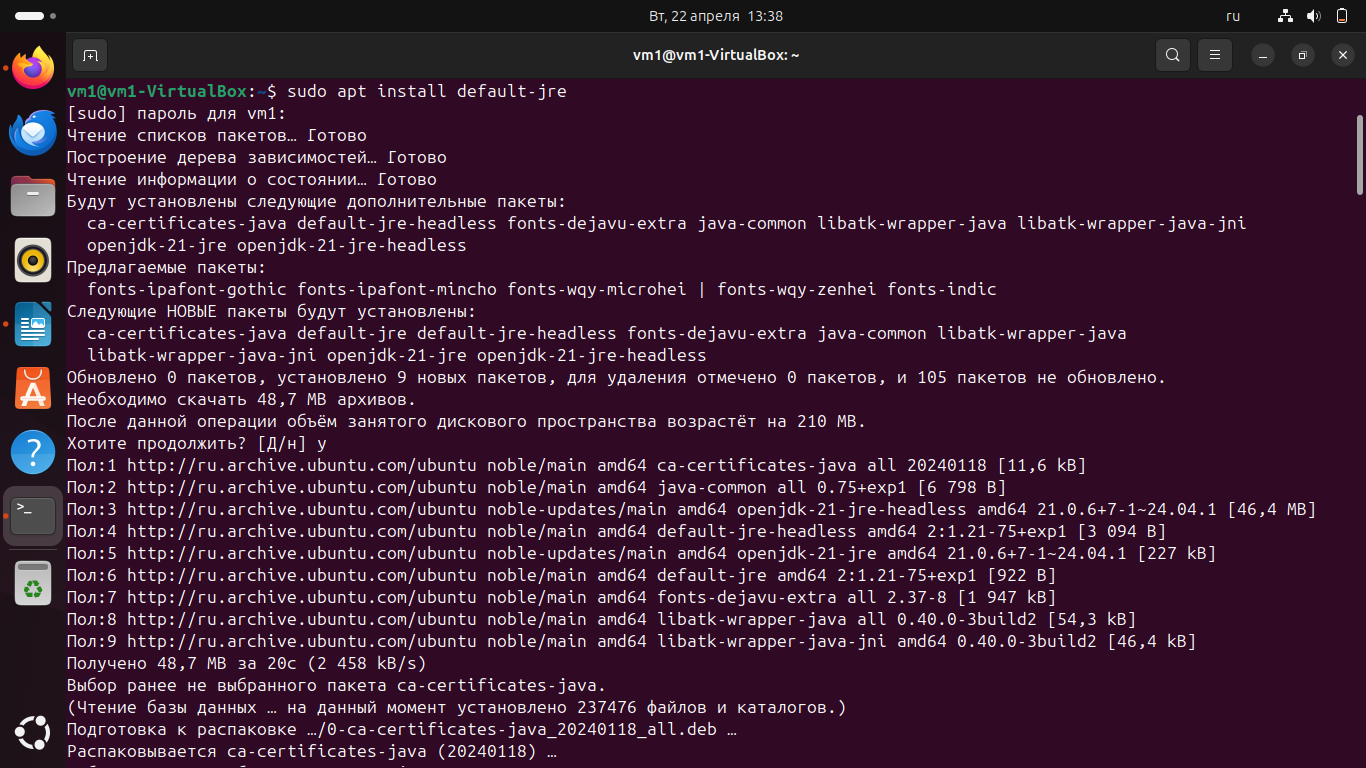 Вт, 22 апреля 13:38
ru
vm1@vm1-VirtualBox: ~
vm1@vm1-VirtualBox:~$ sudo apt install default-jre
[sudo] пароль для vm1:
Чтение списков пакетов… Готово
Построение дерева зависимостей… Готово
Чтение информации о состоянии… Готово
Будут установлены следующие дополнительные пакеты:
ca-certificates-java default-jre-headless fonts-dejavu-extra java-common libatk-wrapper-java libatk-wrapper-java-jni
openjdk-21-jre openjdk-21-jre-headless
Предлагаемые пакеты:
fonts-ipafont-gothic fonts-ipafont-mincho fonts-wqy-microhei | fonts-wqy-zenhei fonts-indic
Следующие НОВЫЕ пакеты будут установлены:
ca-certificates-java default-jre default-jre-headless fonts-dejavu-extra java-common libatk-wrapper-java
libatk-wrapper-java-jni openjdk-21-jre openjdk-21-jre-headless
Обновлено 0 пакетов, установлено 9 новых пакетов, для удаления отмечено 0 пакетов, и 105 пакетов не обновлено.
Необходимо скачать 48,7 MB архивов.
После данной операции объём занятого дискового пространства возрастёт на 210 MB.
Хотите продолжить? [Д/н] y
Пол:1 http://ru.archive.ubuntu.com/ubuntu noble/main amd64 ca-certificates-java all 20240118 [11,6 kB]
Пол:2 http://ru.archive.ubuntu.com/ubuntu noble/main amd64 java-common all 0.75+exp1 [6 798 B]
Пол:3 http://ru.archive.ubuntu.com/ubuntu noble-updates/main amd64 openjdk-21-jre-headless amd64 21.0.6+7-1~24.04.1 [46,4 MB]
Пол:4 http://ru.archive.ubuntu.com/ubuntu noble/main amd64 default-jre-headless amd64 2:1.21-75+exp1 [3 094 B]
Пол:5 http://ru.archive.ubuntu.com/ubuntu noble-updates/main amd64 openjdk-21-jre amd64 21.0.6+7-1~24.04.1 [227 kB]
Пол:6 http://ru.archive.ubuntu.com/ubuntu noble/main amd64 default-jre amd64 2:1.21-75+exp1 [922 B]
Пол:7 http://ru.archive.ubuntu.com/ubuntu noble/main amd64 fonts-dejavu-extra all 2.37-8 [1 947 kB]
Пол:8 http://ru.archive.ubuntu.com/ubuntu noble/main amd64 libatk-wrapper-java all 0.40.0-3build2 [54,3 kB]
Пол:9 http://ru.archive.ubuntu.com/ubuntu noble/main amd64 libatk-wrapper-java-jni amd64 0.40.0-3build2 [46,4 kB]
Получено 48,7 MB за 20с (2 458 kB/s)
Выбор ранее не выбранного пакета ca-certificates-java.
(Чтение базы данных … на данный момент установлено 237476 файлов и каталогов.)
Подготовка к распаковке …/0-ca-certificates-java_20240118_all.deb …
Распаковывается ca-certificates-java (20240118) …